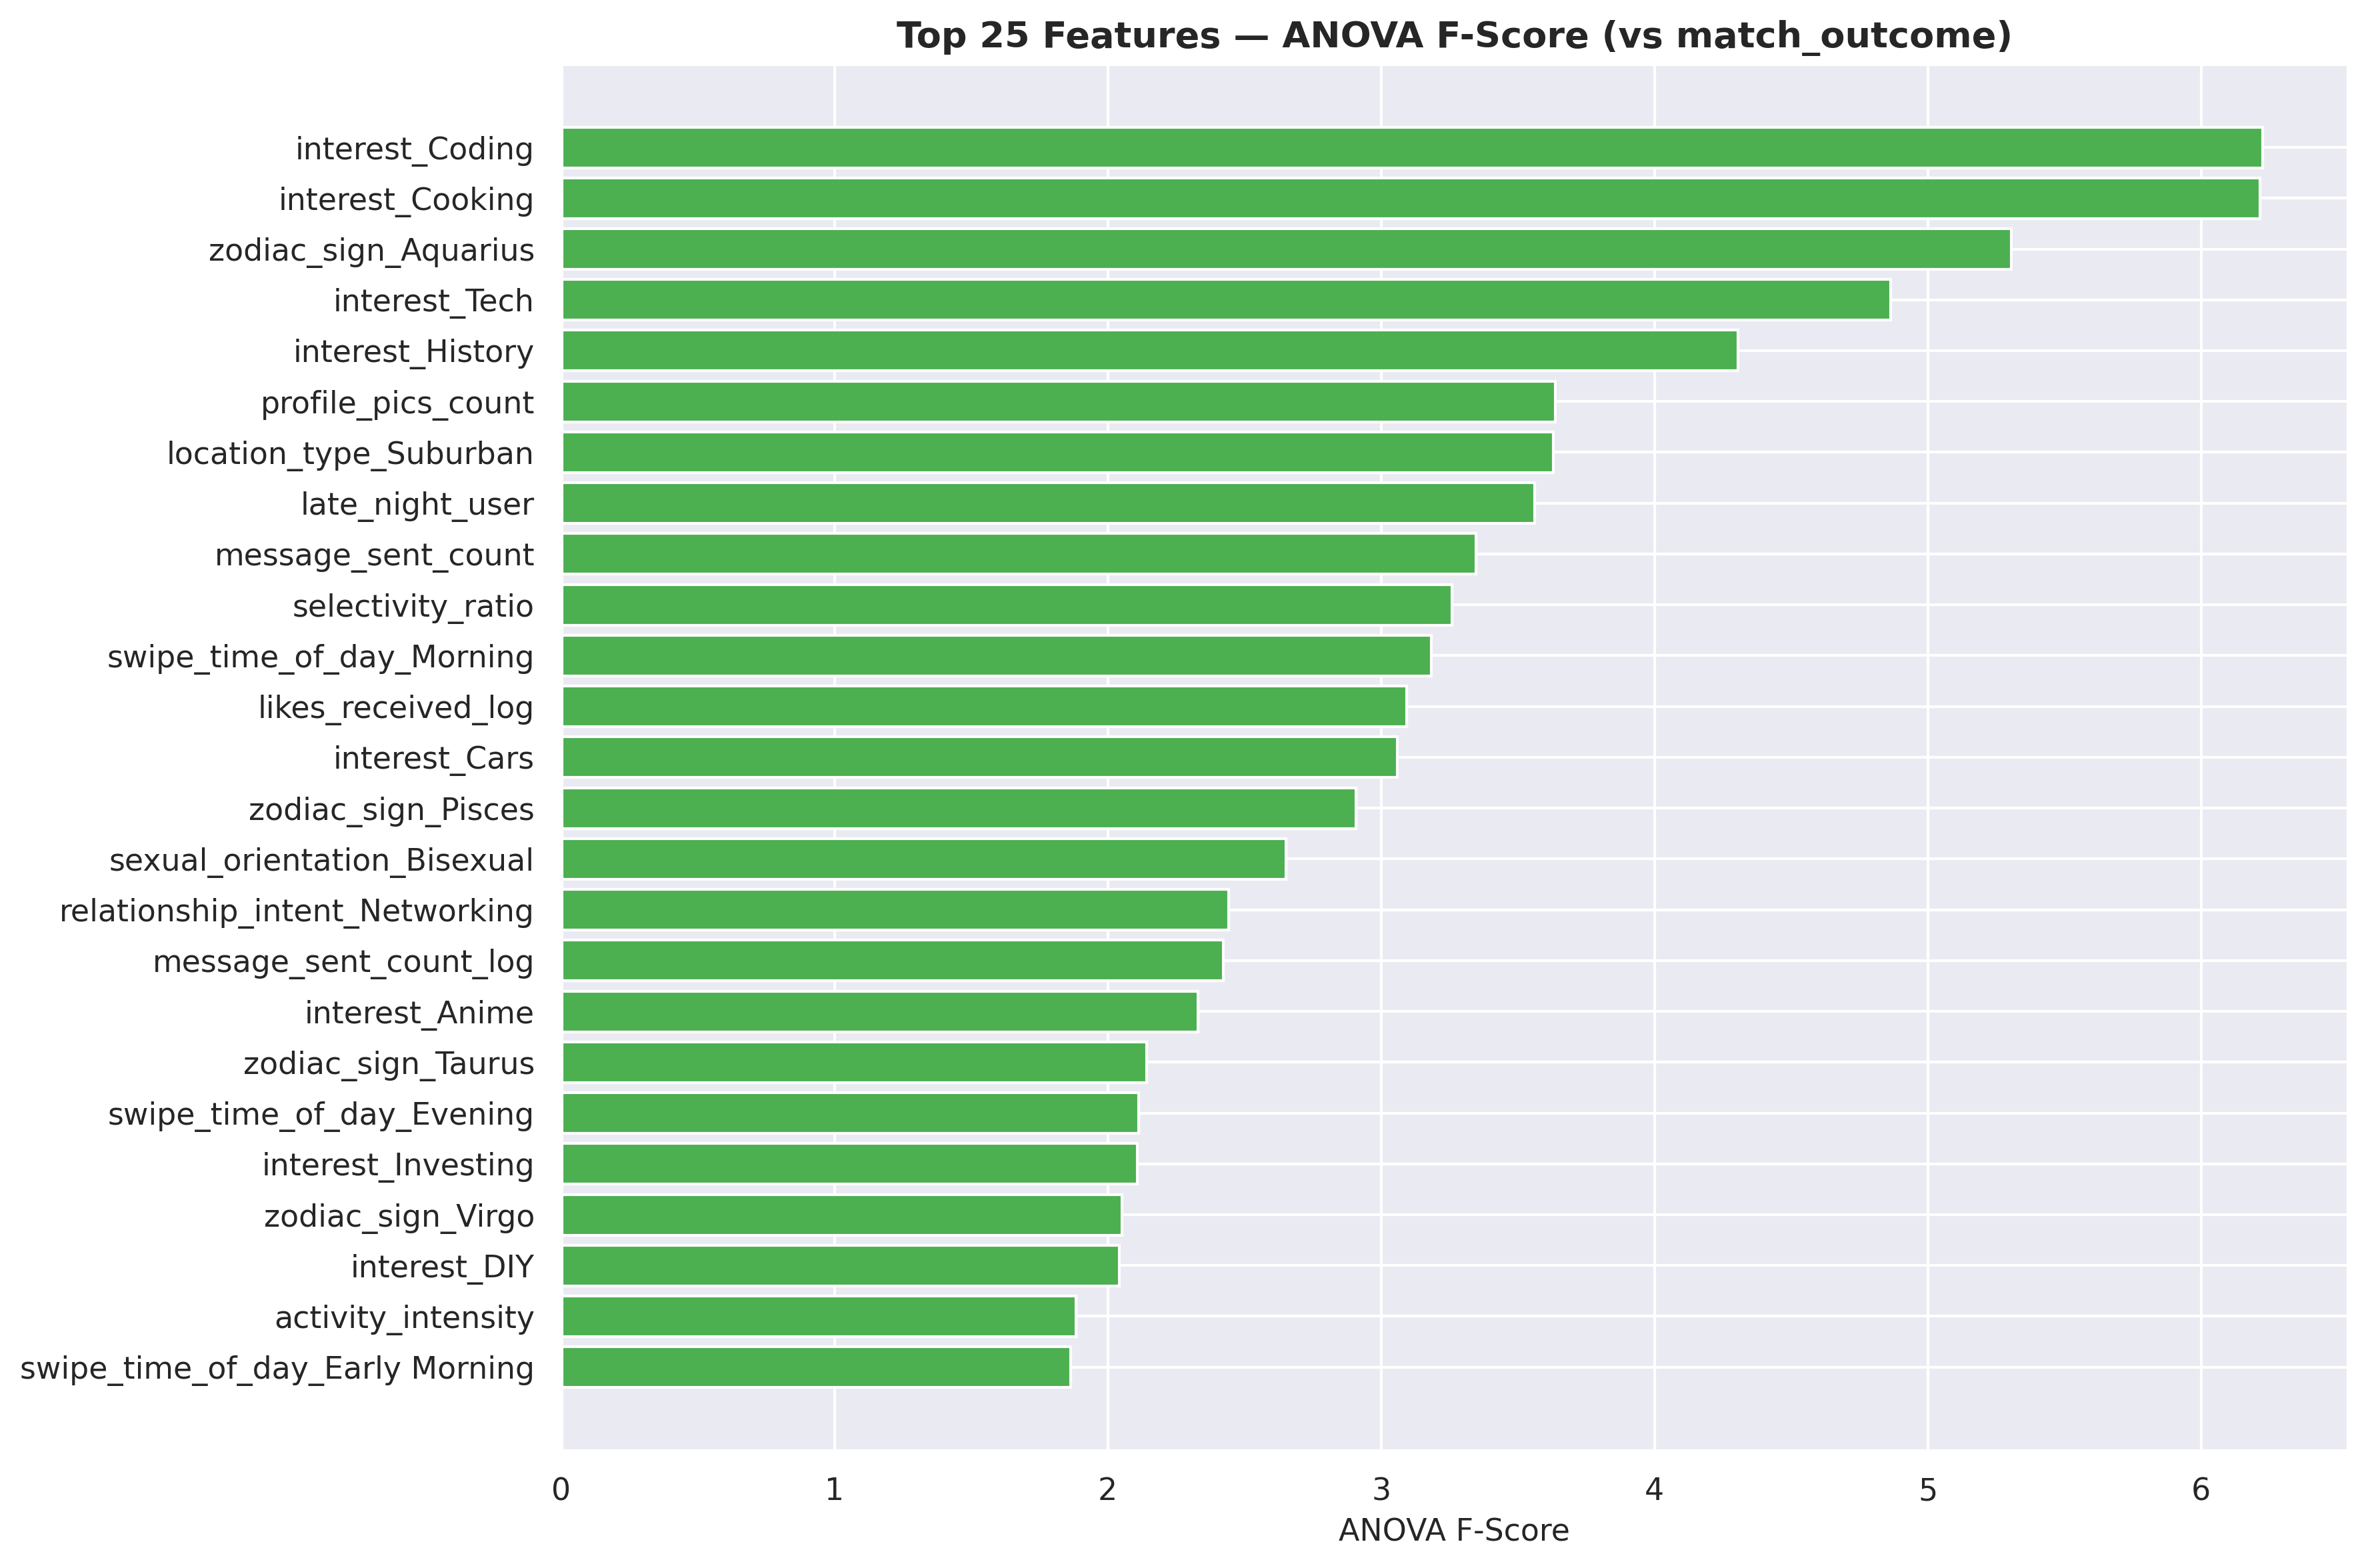 Top 25 Features — ANOVA F-Score (vs match_outcome)
interest_Coding
interest_Cooking
zodiac_sign_Aquarius
interest_Tech
interest_History
profile_pics_count
location_type_Suburban
late_night_user
message_sent_count
selectivity_ratio
swipe_time_of_day_Morning
likes_received_log
interest_Cars
zodiac_sign_Pisces
sexual_orientation_Bisexual
relationship_intent_Networking
message_sent_count_log
interest_Anime
zodiac_sign_Taurus
swipe_time_of_day_Evening
interest_Investing
zodiac_sign_Virgo
interest_DIY
activity_intensity
swipe_time_of_day_Early Morning
0 1 2 3 4 5 6
ANOVA F-Score